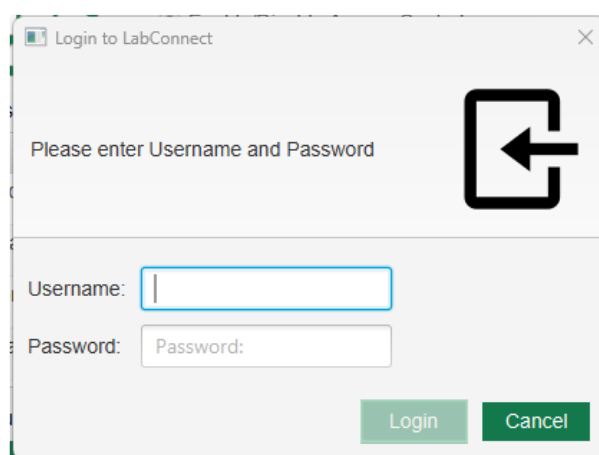 Login to LabConnect
Please enter Username and Password
Username:
Password: Password:
Login Cancel